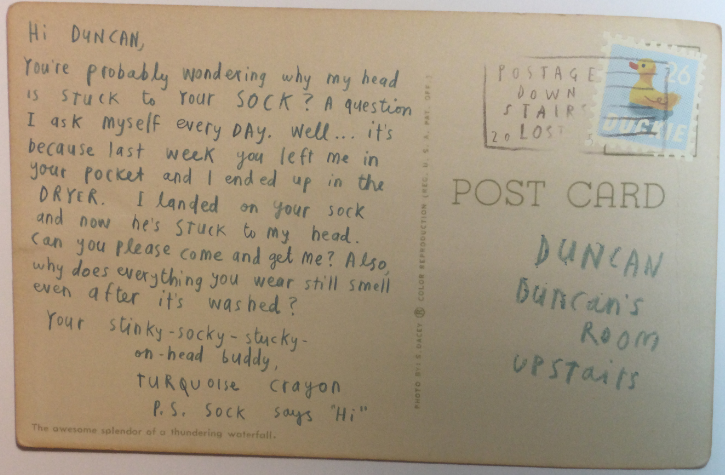 Hi DUNCAN,
You're probably wondering why my head
is STUCK to Your SOCK? A question
I ask myself every DAY. Well... it's
because last week you left me in
your pocket and I ended up in the
DRYER. I landed on your sock
and now he's STUCK to my head.
Can you please come and get me? Also,
why does everything you wear still smell
even after it's washed?
Your stinky-socky-stucky-
on-head buddy,
TURQUOISE Crayon
P.S. SOCK says "Hi"
The awesome splendor of a thundering waterfall.
COLOR REPRODUCTION (REG. U. S. A. PAT. OFF.)
POSTAGE
DOWN
STAIRS
20 LOST
26
DUCKIE
POST CARD
DUNCAN
Duncan's
ROOM
UPSTAIRS